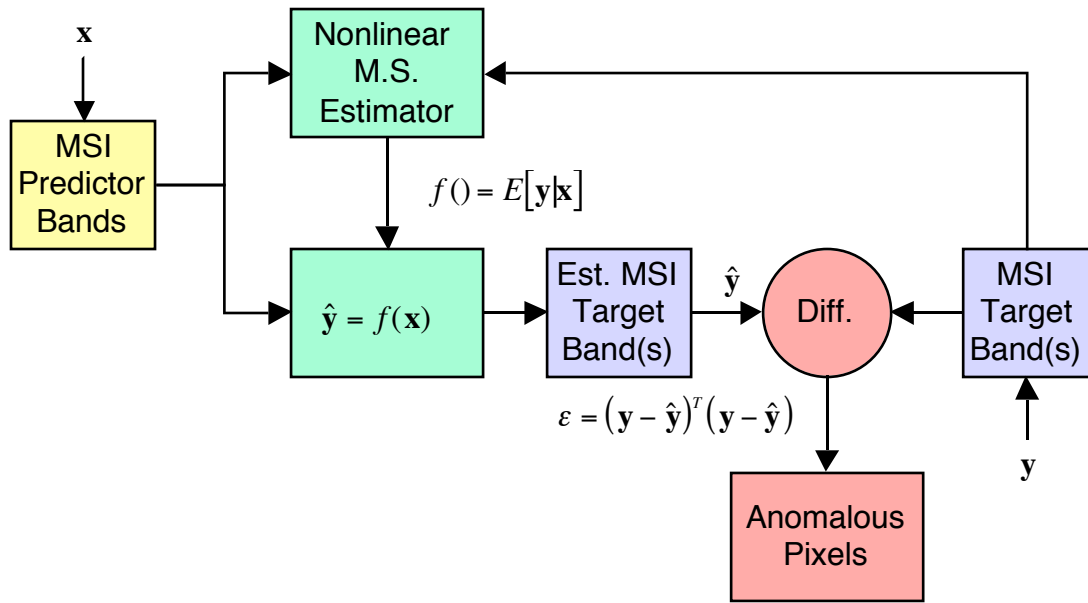 x
MSI
Predictor
Bands
Nonlinear
M.S.
Estimator
f() = E[y|x]
ŷ = f(x)
Est. MSI
Target
Band(s)
ŷ
Diff.
MSI
Target
Band(s)
ε = (y − ŷ)ᵀ(y − ŷ)
y
Anomalous
Pixels